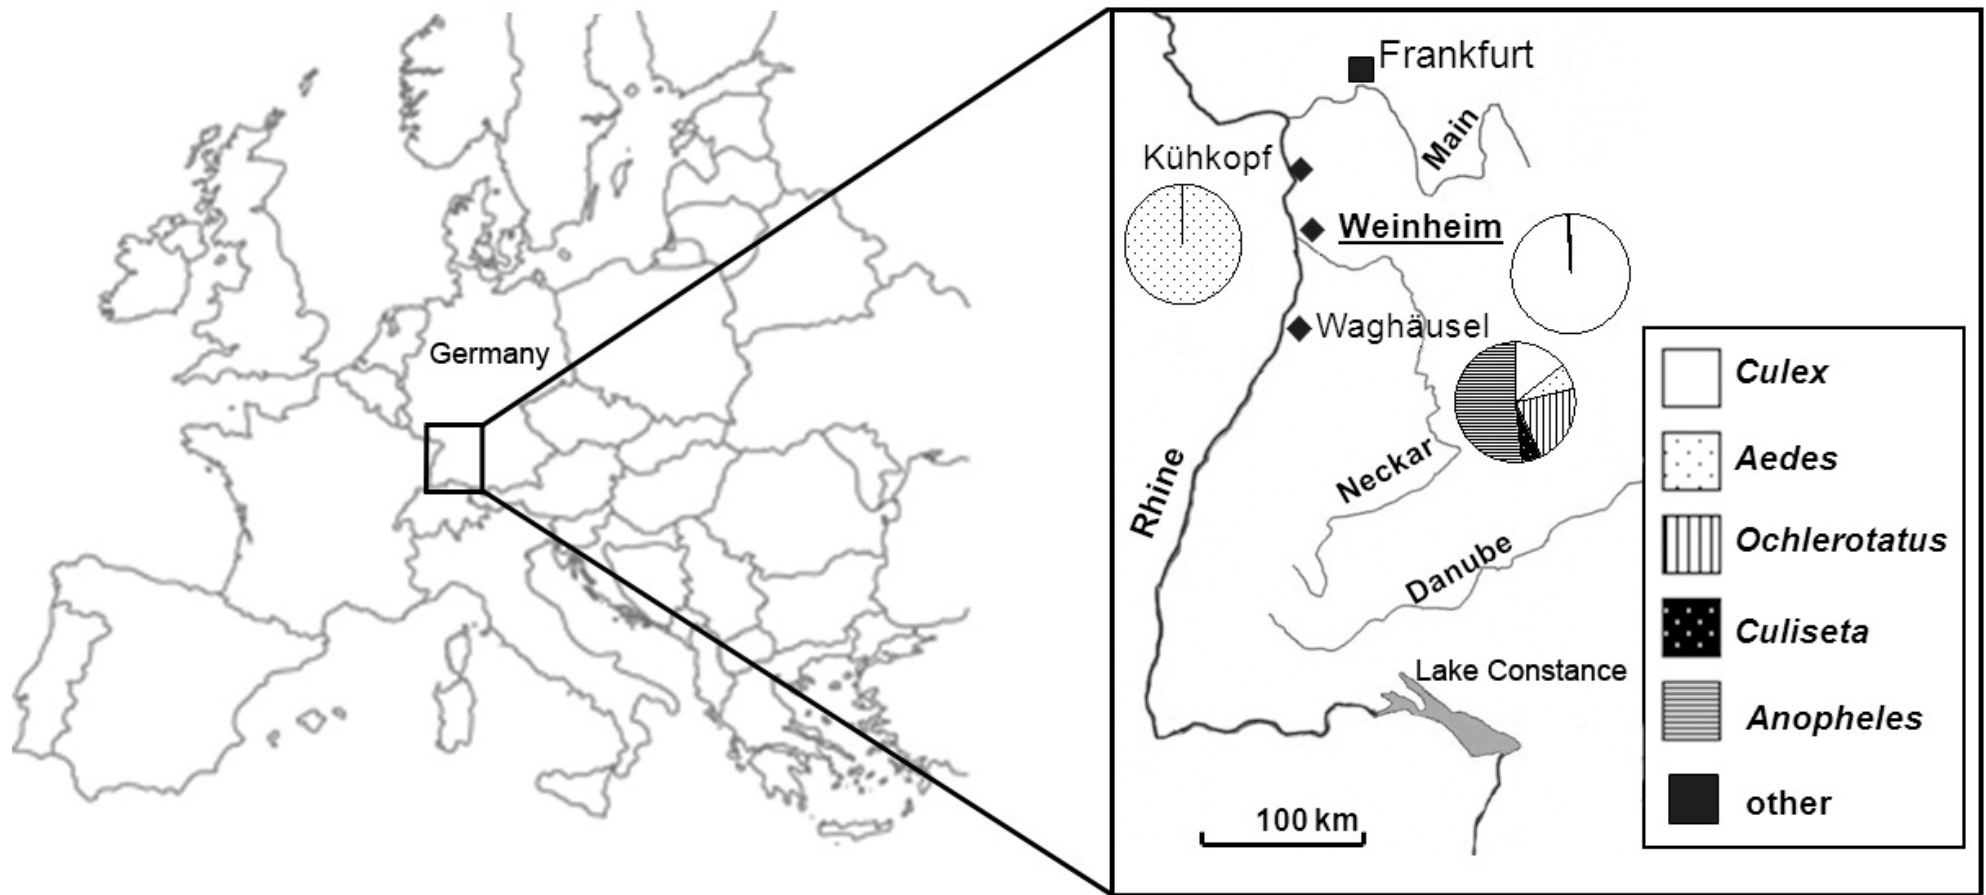 Germany
Frankfurt
Main
Kühkopf
Weinheim
Waghäusel
Rhine
Neckar
Danube
Lake Constance
100 km
Culex
Aedes
Ochlerotatus
Culiseta
Anopheles
other